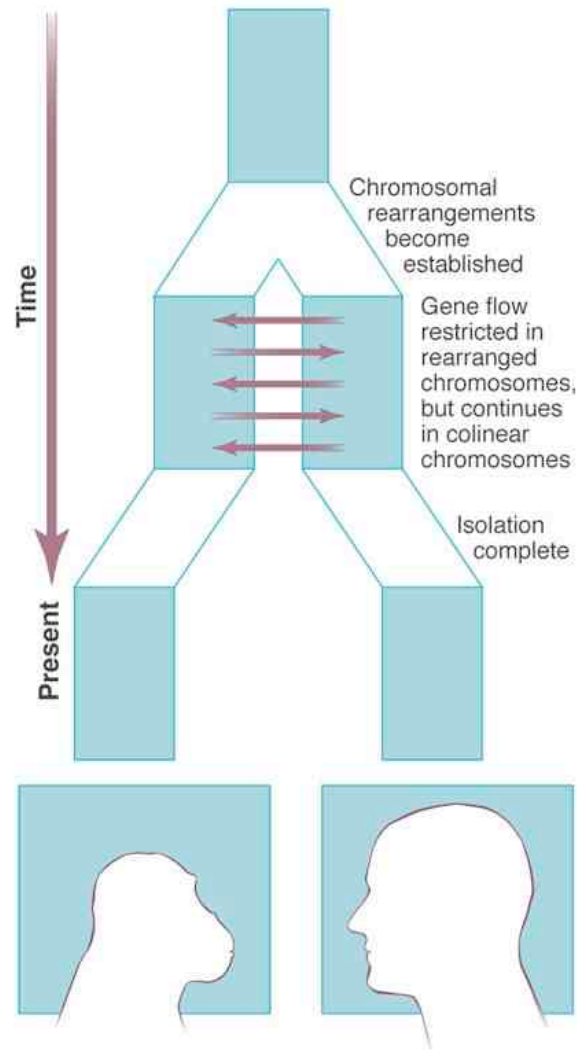 Chromosomal
rearrangements
become
established
Time
Gene flow
restricted in
rearranged
chromosomes,
but continues
in colinear
chromosomes
Isolation
complete
Present